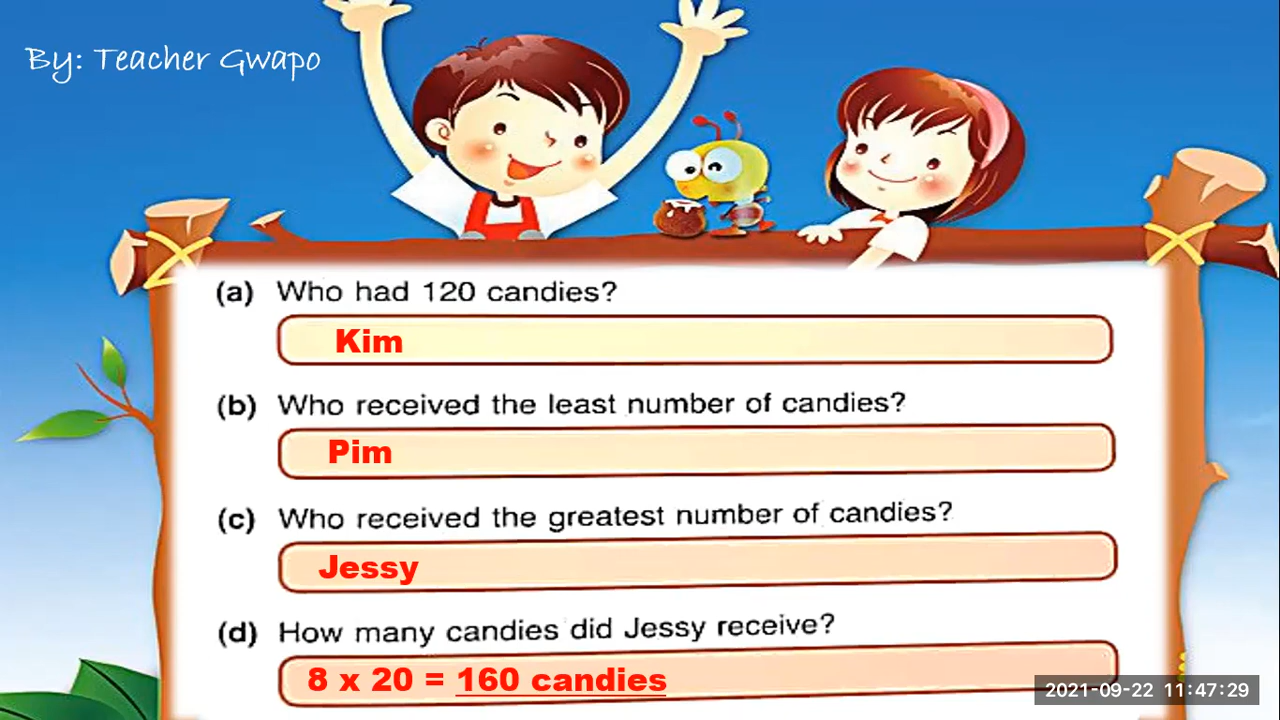 By: Teacher Gwapo
(a) Who had 120 candies?
Kim
(b) Who received the least number of candies?
Pim
(c) Who received the greatest number of candies?
Jessy
(d) How many candies did Jessy receive?
8 x 20 = 160 candies
2021-09-22 11:47:29